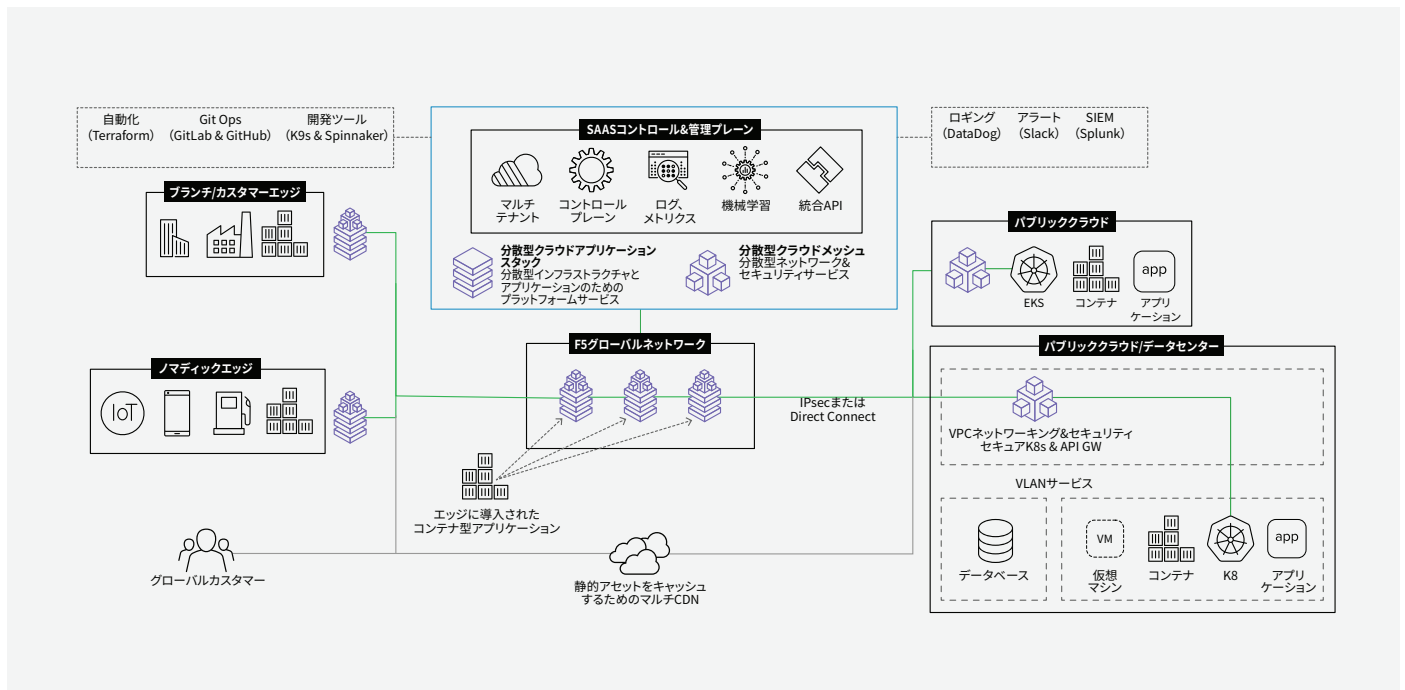 自動化
（Terraform）
Git Ops
（GitLab & GitHub）
開発ツール
（K9s & Spinnaker）
SAASコントロール&管理プレーン
マルチ
テナント
コントロール
プレーン
ログ、
メトリクス
機械学習
統合API
分散型クラウドアプリケーション
スタック
分散型インフラストラクチャと
アプリケーションのための
プラットフォームサービス
分散型クラウドメッシュ
分散型ネットワーク&
セキュリティサービス
ロギング
（DataDog）
アラート
（Slack）
SIEM
（Splunk）
ブランチ/カスタマーエッジ
パブリッククラウド
EKS
コンテナ
app
アプリ
ケーション
ノマディックエッジ
IoT
F5グローバルネットワーク
IPsecまたは
Direct Connect
パブリッククラウド/データセンター
VPCネットワーキング&セキュリティ
セキュアK8s & API GW
VLANサービス
データベース
VM
仮想
マシン
コンテナ
K8
app
アプリ
ケーション
エッジに導入された
コンテナ型アプリケーション
グローバルカスタマー
静的アセットをキャッシュ
するためのマルチCDN